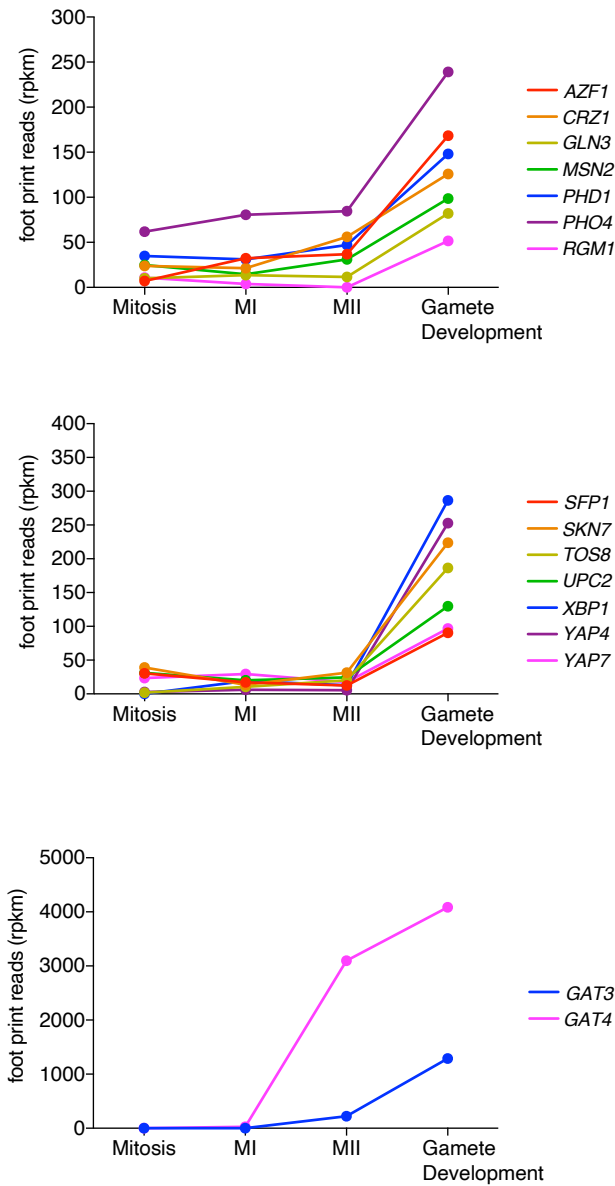 300
250
200
150
100
50
0
foot print reads (rpkm)
Mitosis
MI
MII
Gamete
Development
AZF1
CRZ1
GLN3
MSN2
PHD1
PHO4
RGM1
400
350
300
250
200
150
100
50
0
foot print reads (rpkm)
Mitosis
MI
MII
Gamete
Development
SFP1
SKN7
TOS8
UPC2
XBP1
YAP4
YAP7
5000
4000
3000
2000
1000
0
foot print reads (rpkm)
Mitosis
MI
MII
Gamete
Development
GAT3
GAT4